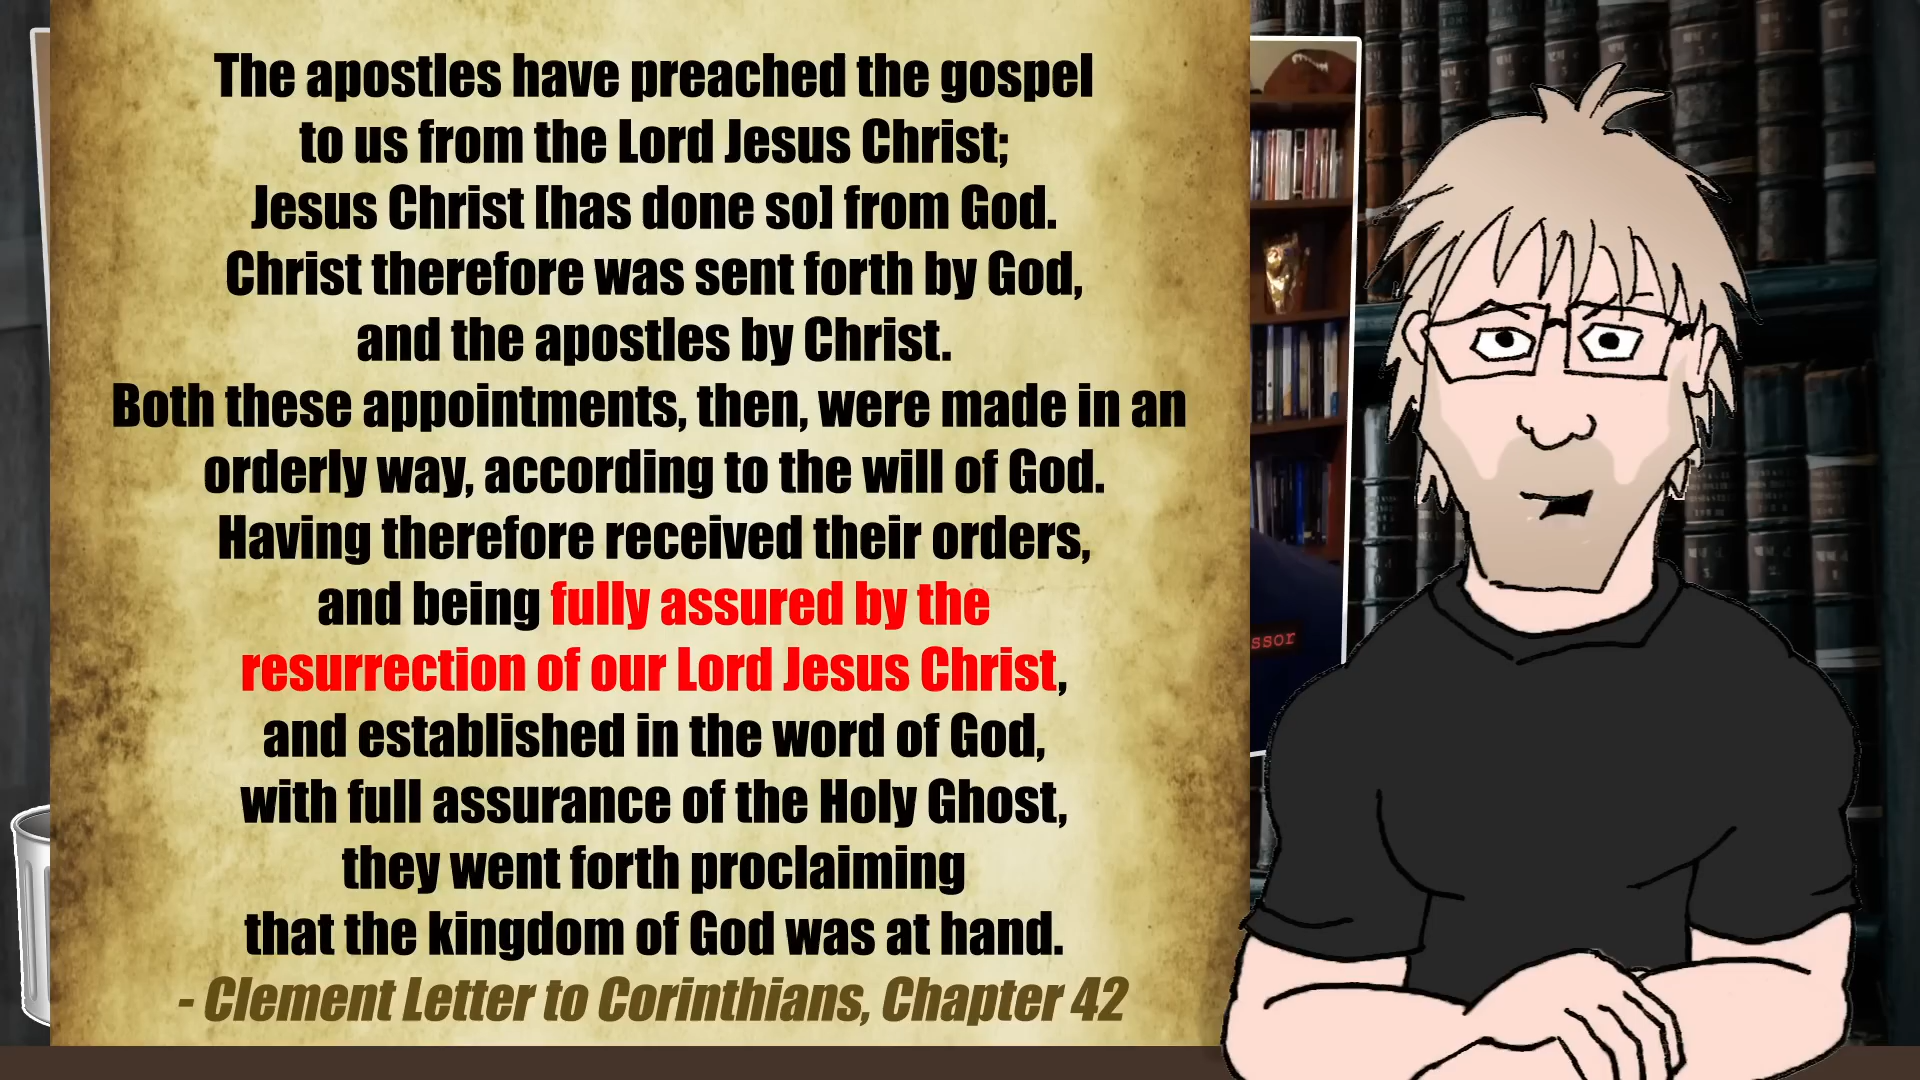 The apostles have preached the gospel
to us from the Lord Jesus Christ;
Jesus Christ [has done so] from God.
Christ therefore was sent forth by God,
and the apostles by Christ.
Both these appointments, then, were made in an
orderly way, according to the will of God.
Having therefore received their orders,
and being fully assured by the
resurrection of our Lord Jesus Christ,
and established in the word of God,
with full assurance of the Holy Ghost,
they went forth proclaiming
that the kingdom of God was at hand.
- Clement Letter to Corinthians, Chapter 42
ssor